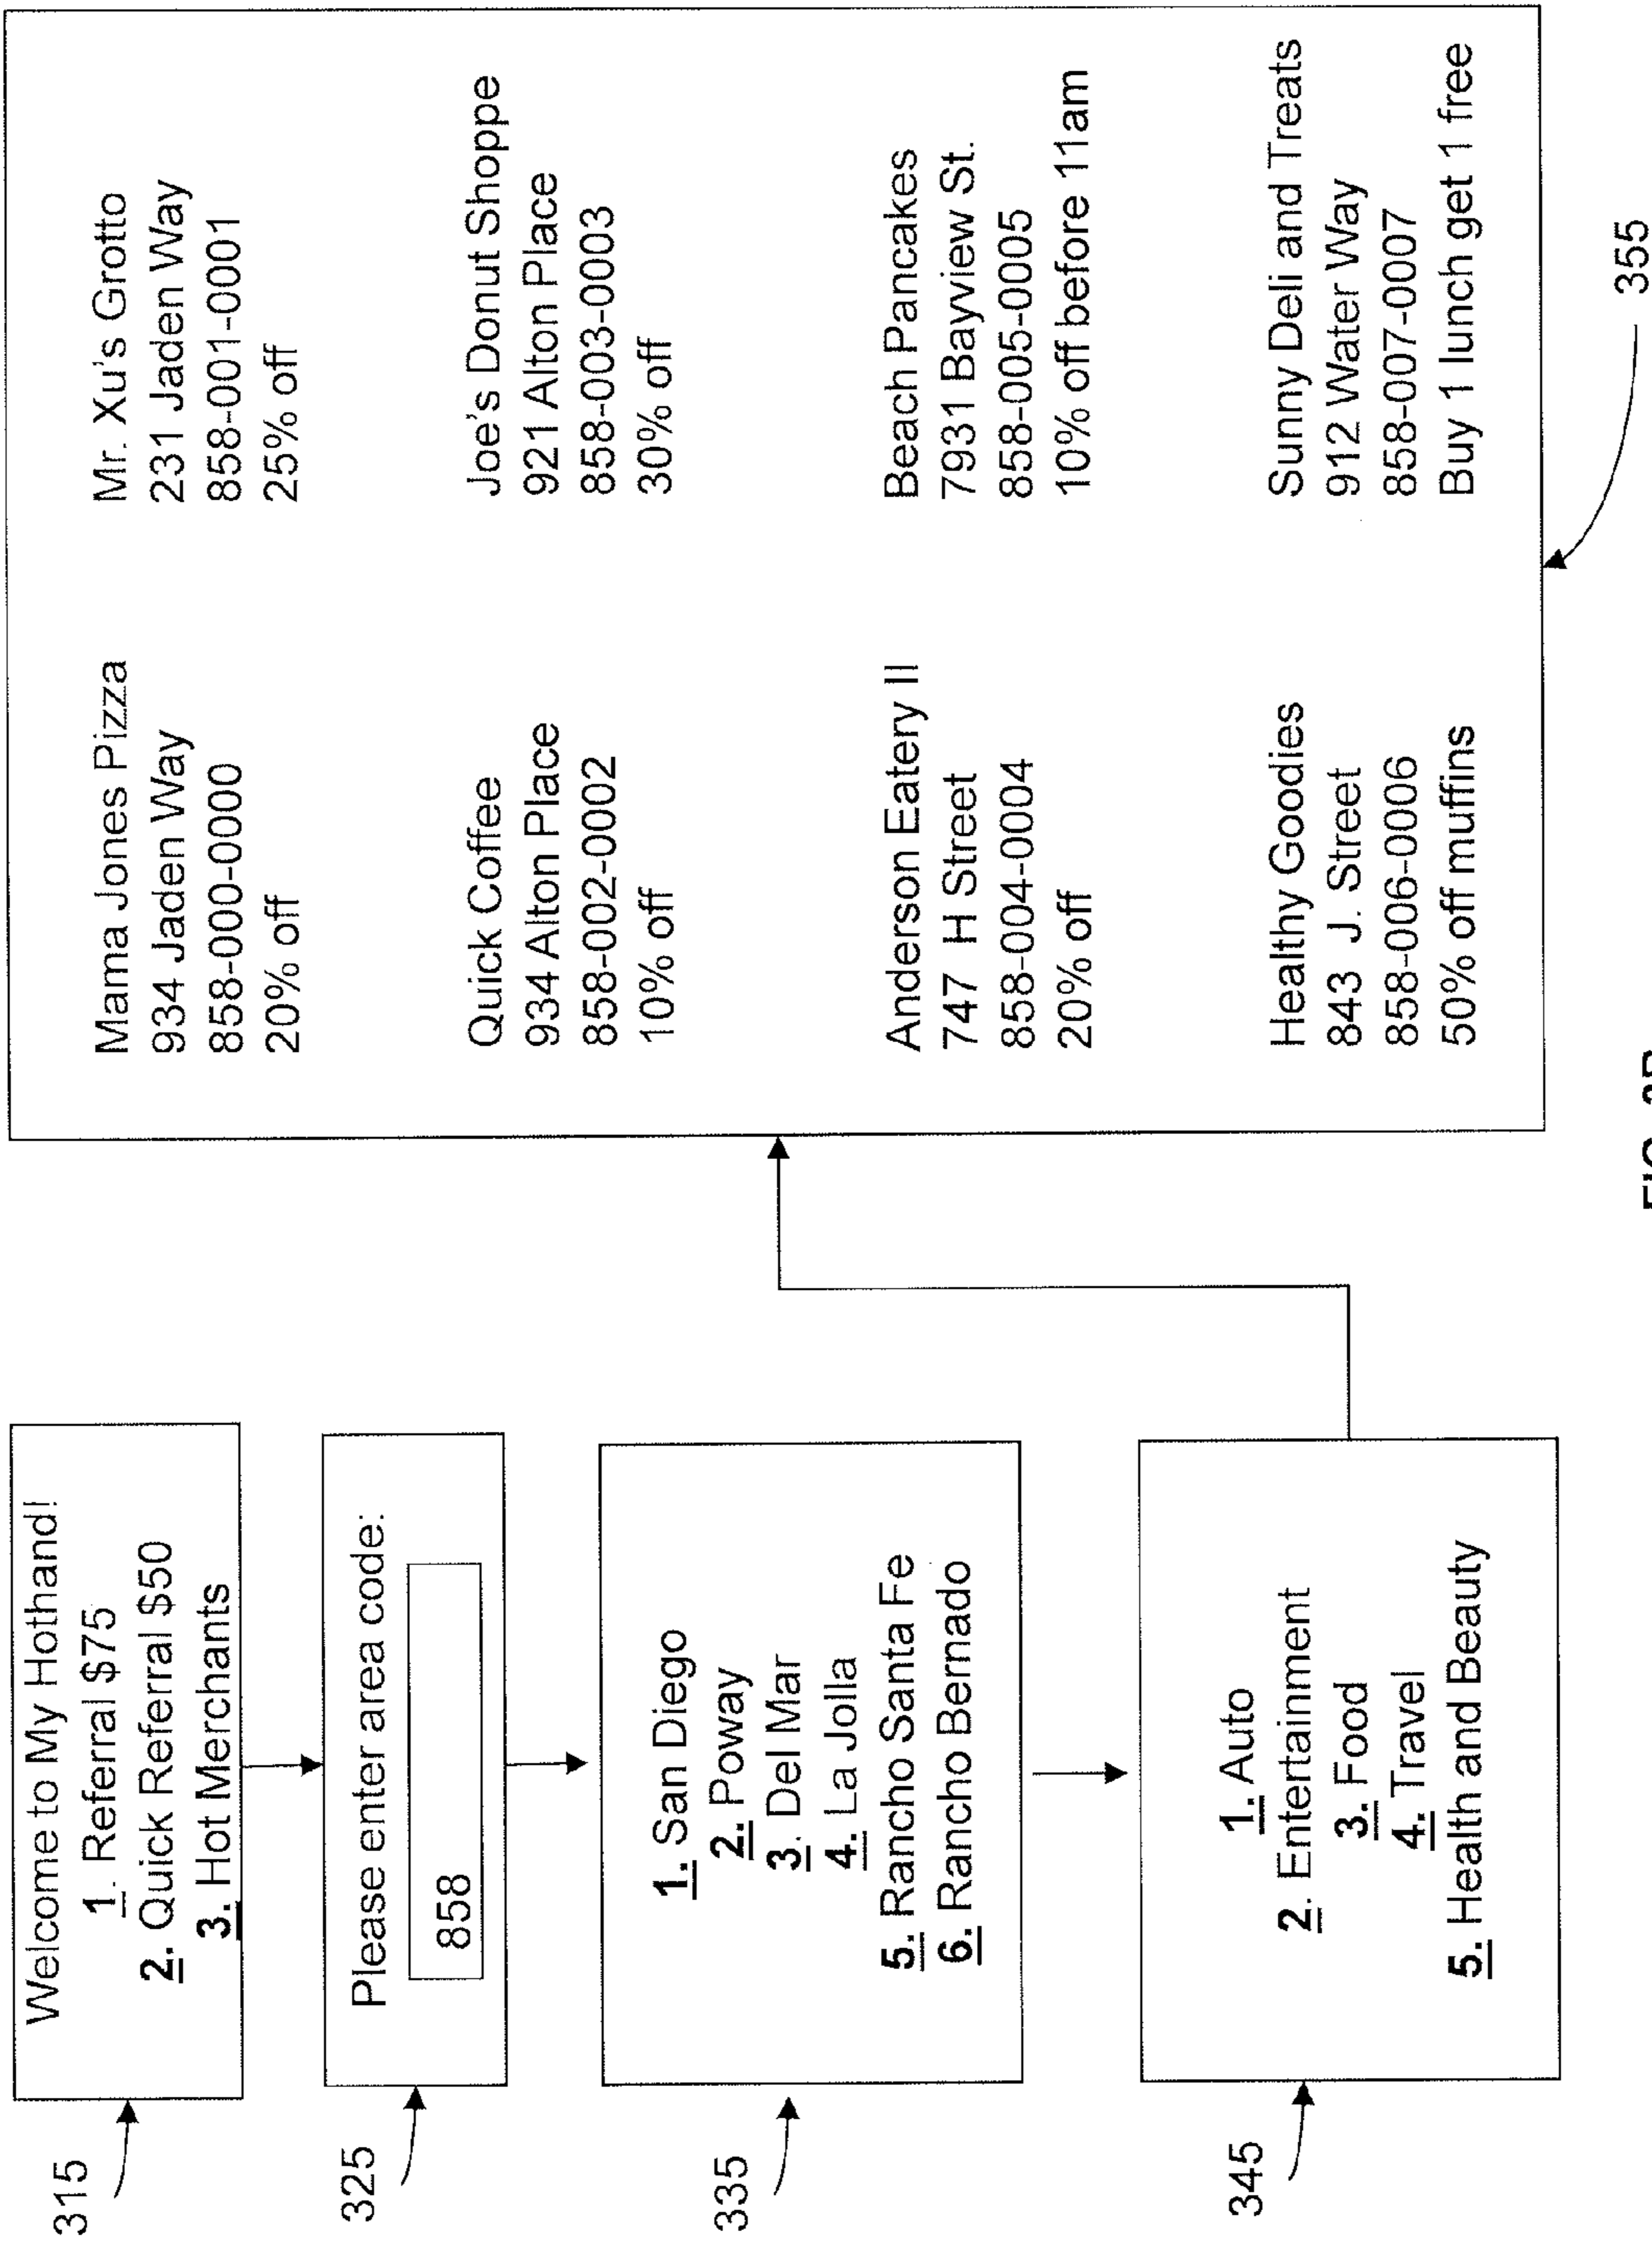 315
Welcome to My Hothand!
1. Referral $75
2. Quick Referral $50
3. Hot Merchants
325
Please enter area code:
858
335
1. San Diego
2. Poway
3. Del Mar
4. La Jolla
5. Rancho Santa Fe
6. Rancho Bernado
345
1. Auto
2. Entertainment
3. Food
4. Travel
5. Health and Beauty
Mama Jones Pizza
934 Jaden Way
858-000-0000
20% off
Mr. Xu's Grotto
231 Jaden Way
858-001-0001
25% off
Quick Coffee
934 Alton Place
858-002-0002
10% off
Joe's Donut Shoppe
921 Alton Place
858-003-0003
30% off
Anderson Eatery II
747 H Street
858-004-0004
20% off
Beach Pancakes
7931 Bayview St.
858-005-0005
10% off before 11am
Healthy Goodies
843 J. Street
858-006-0006
50% off muffins
Sunny Deli and Treats
912 Water Way
858-007-0007
Buy 1 lunch get 1 free
355